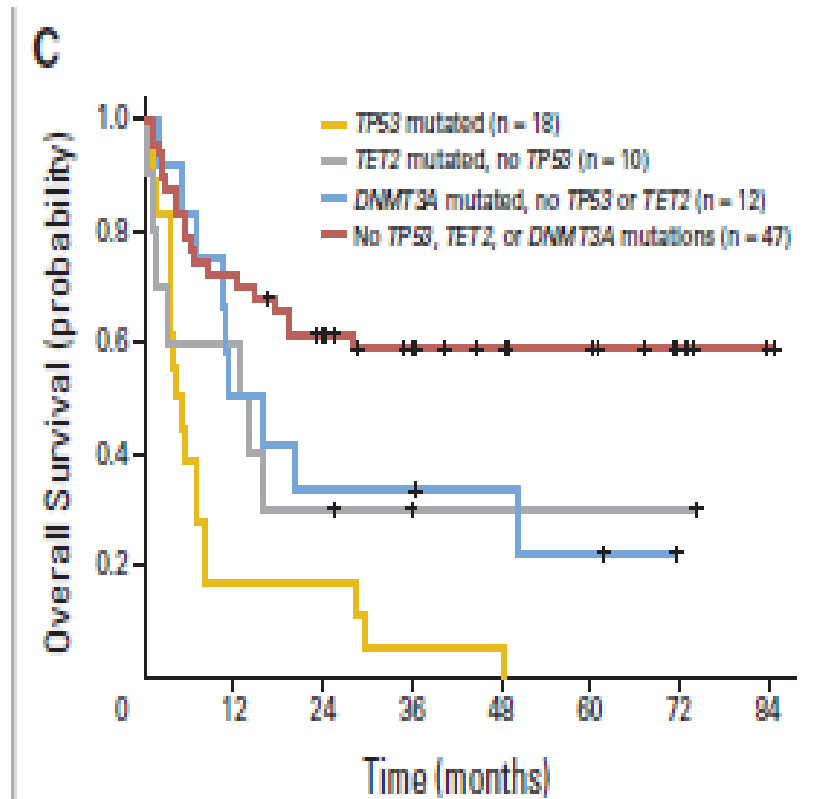 C
TP53 mutated (n = 18)
TET2 mutated, no TP53 (n = 10)
DNMT3A mutated, no TP53 or TET2 (n = 12)
No TP53, TET2, or DNMT3A mutations (n = 47)
Overall Survival (probability)
1.0
0.8
0.6
0.4
0.2
0 12 24 36 48 60 72 84
Time (months)